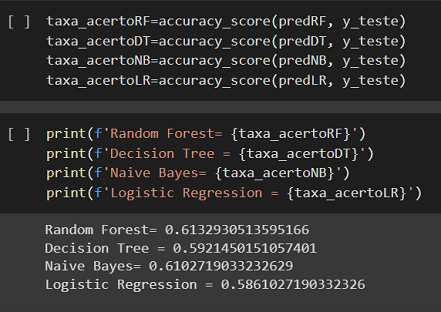 [ ] taxa_acertoRF=accuracy_score(predRF, y_teste)
taxa_acertoDT=accuracy_score(predDT, y_teste)
taxa_acertoNB=accuracy_score(predNB, y_teste)
taxa_acertoLR=accuracy_score(predLR, y_teste)
[ ] print(f'Random Forest= {taxa_acertoRF}')
print(f'Decision Tree = {taxa_acertoDT}')
print(f'Naive Bayes= {taxa_acertoNB}')
print(f'Logistic Regression = {taxa_acertoLR}')
Random Forest= 0.6132930513595166
Decision Tree = 0.5921450151057401
Naive Bayes= 0.6102719033232629
Logistic Regression = 0.5861027190332326